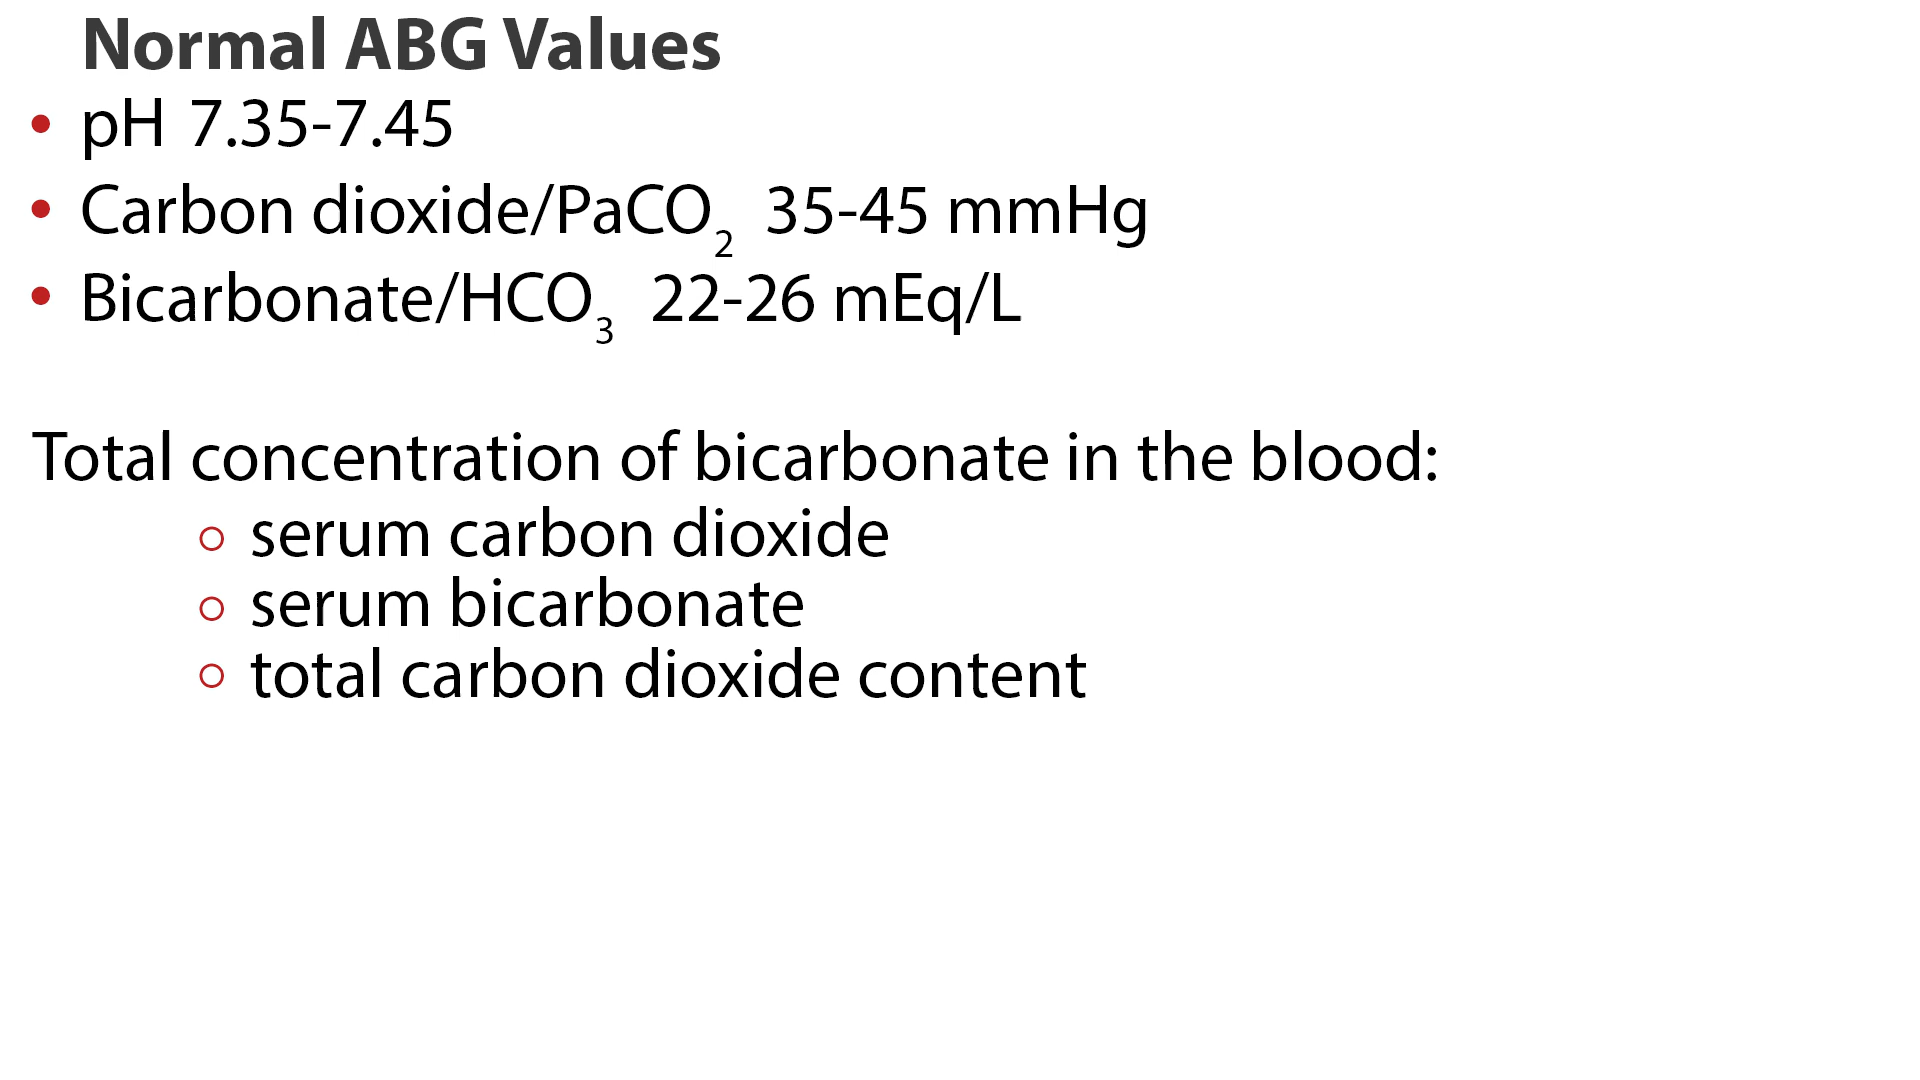 Normal ABG Values
• pH 7.35-7.45
• Carbon dioxide/PaCO₂ 35-45 mmHg
• Bicarbonate/HCO₃ 22-26 mEq/L
Total concentration of bicarbonate in the blood:
○ serum carbon dioxide
○ serum bicarbonate
○ total carbon dioxide content